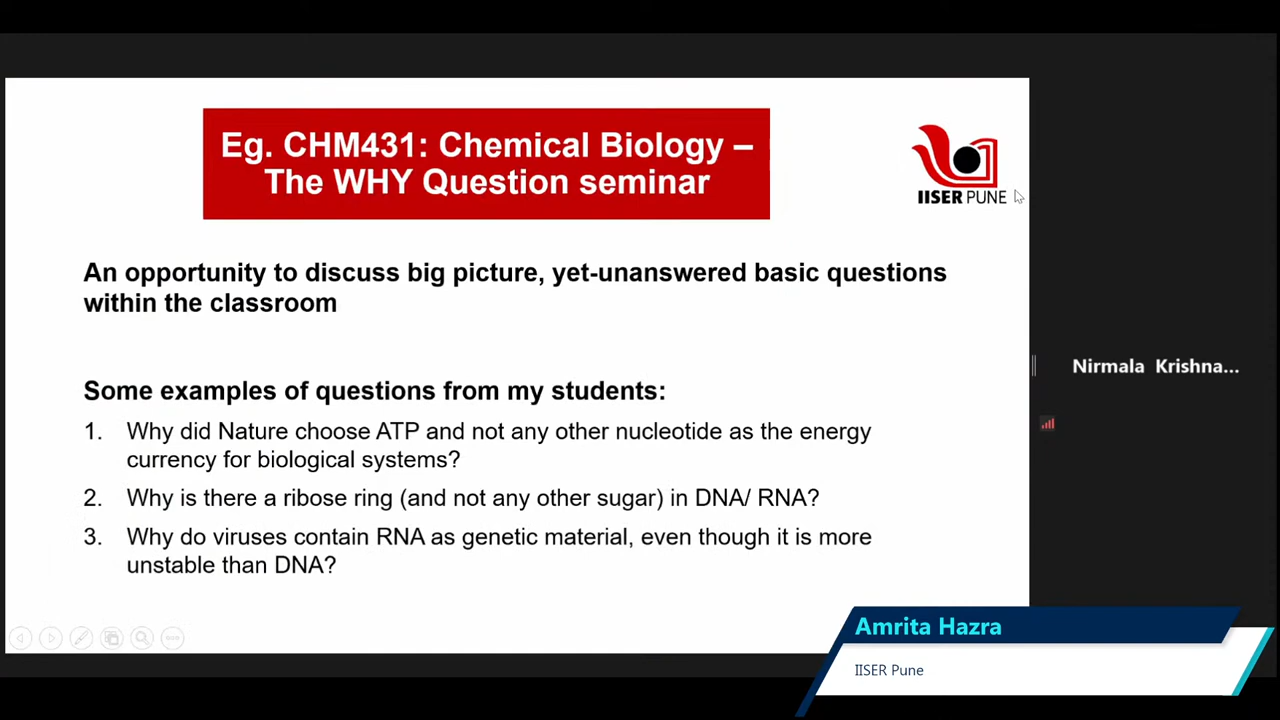 Eg. CHM431: Chemical Biology –
The WHY Question seminar
IISER PUNE
An opportunity to discuss big picture, yet-unanswered basic questions
within the classroom
Some examples of questions from my students:
1. Why did Nature choose ATP and not any other nucleotide as the energy
currency for biological systems?
2. Why is there a ribose ring (and not any other sugar) in DNA/ RNA?
3. Why do viruses contain RNA as genetic material, even though it is more
unstable than DNA?
Nirmala Krishna...
Amrita Hazra
IISER Pune